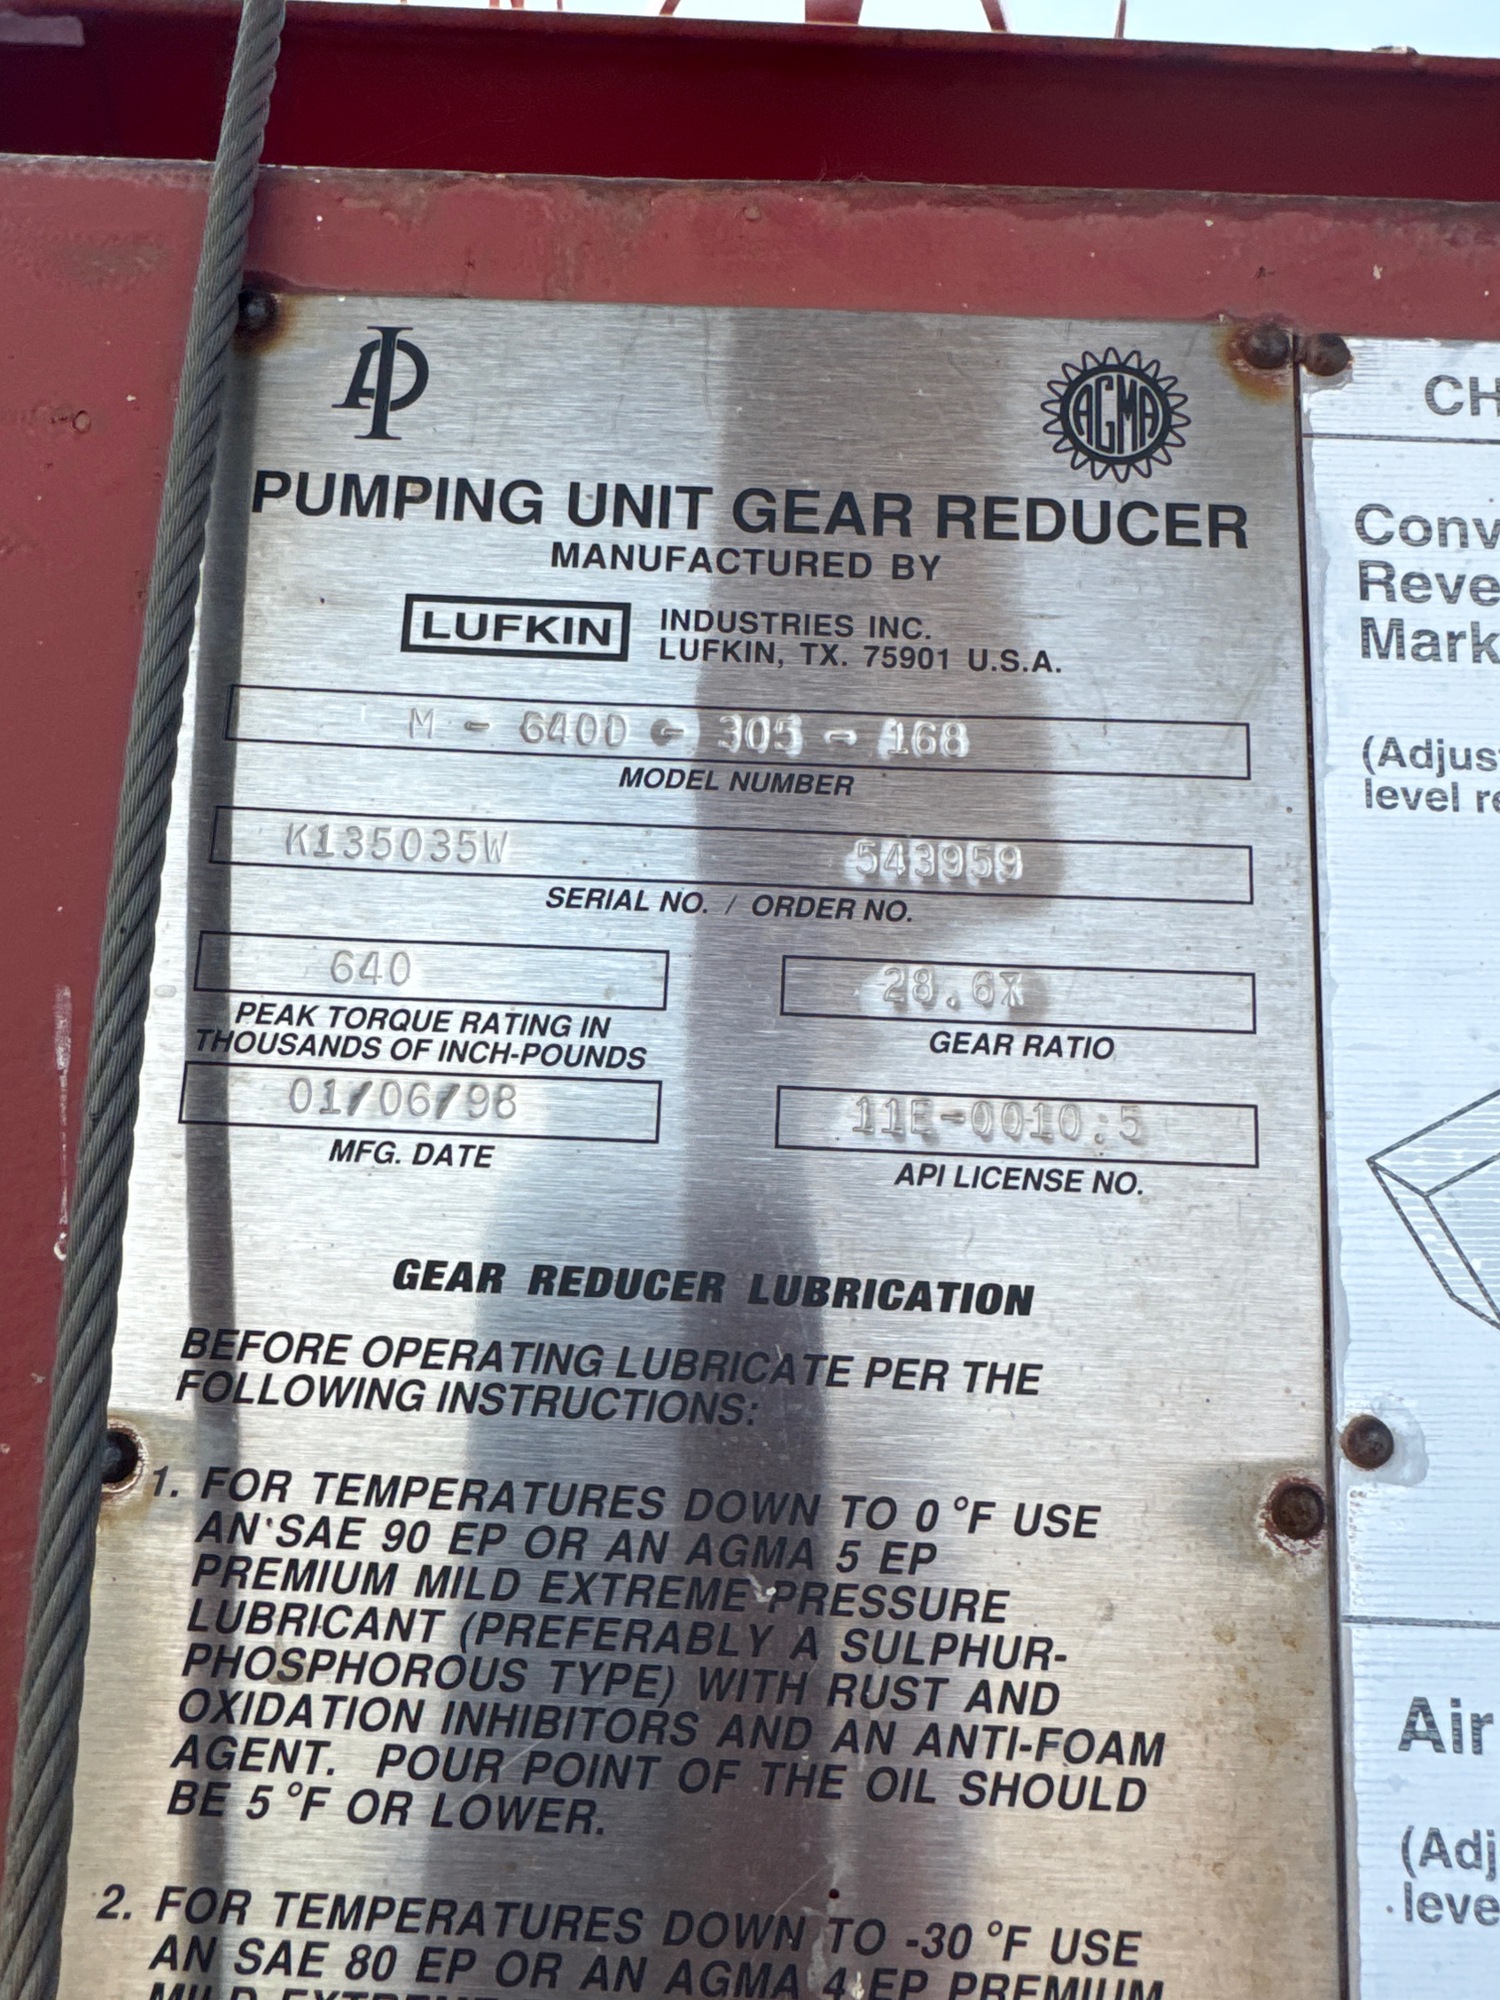 API
AGMA
PUMPING UNIT GEAR REDUCER
MANUFACTURED BY
LUFKIN INDUSTRIES INC.
LUFKIN, TX. 75901 U.S.A.
M - 640D - 305 - 168
MODEL NUMBER
K135035W 543959
SERIAL NO. / ORDER NO.
640 28.6X
PEAK TORQUE RATING IN
THOUSANDS OF INCH-POUNDS
GEAR RATIO
01/06/98 11E-0010.5
MFG. DATE
API LICENSE NO.
GEAR REDUCER LUBRICATION
BEFORE OPERATING LUBRICATE PER THE
FOLLOWING INSTRUCTIONS:
1. FOR TEMPERATURES DOWN TO 0 °F USE
AN SAE 90 EP OR AN AGMA 5 EP
PREMIUM MILD EXTREME PRESSURE
LUBRICANT (PREFERABLY A SULPHUR-
PHOSPHOROUS TYPE) WITH RUST AND
OXIDATION INHIBITORS AND AN ANTI-FOAM
AGENT. POUR POINT OF THE OIL SHOULD
BE 5 °F OR LOWER.
2. FOR TEMPERATURES DOWN TO -30 °F USE
AN SAE 80 EP OR AN AGMA 4 EP PREMIUM
CH
Conv
Reve
Mark
(Adjus
level re
Air
(Adj
leve